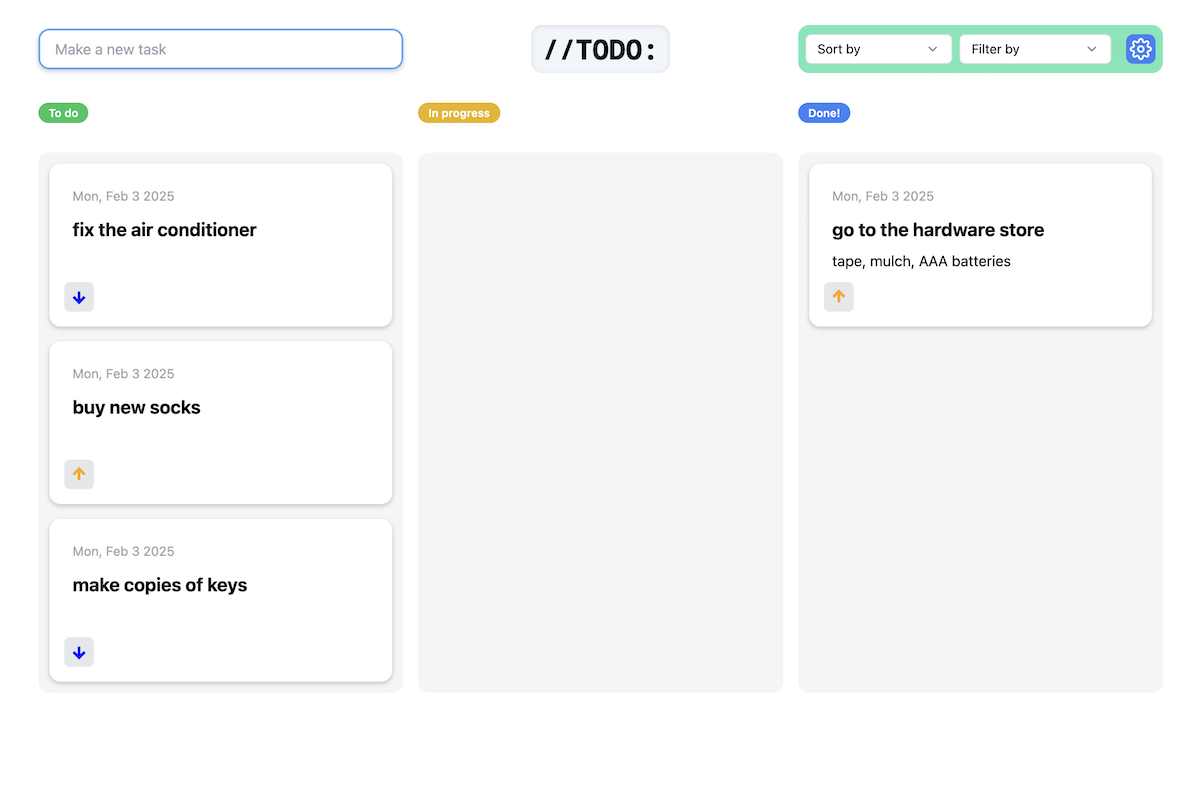 Make a new task
//TODO:
Sort by
Filter by
To do
In progress
Done!
Mon, Feb 3 2025
fix the air conditioner
Mon, Feb 3 2025
buy new socks
Mon, Feb 3 2025
make copies of keys
Mon, Feb 3 2025
go to the hardware store
tape, mulch, AAA batteries